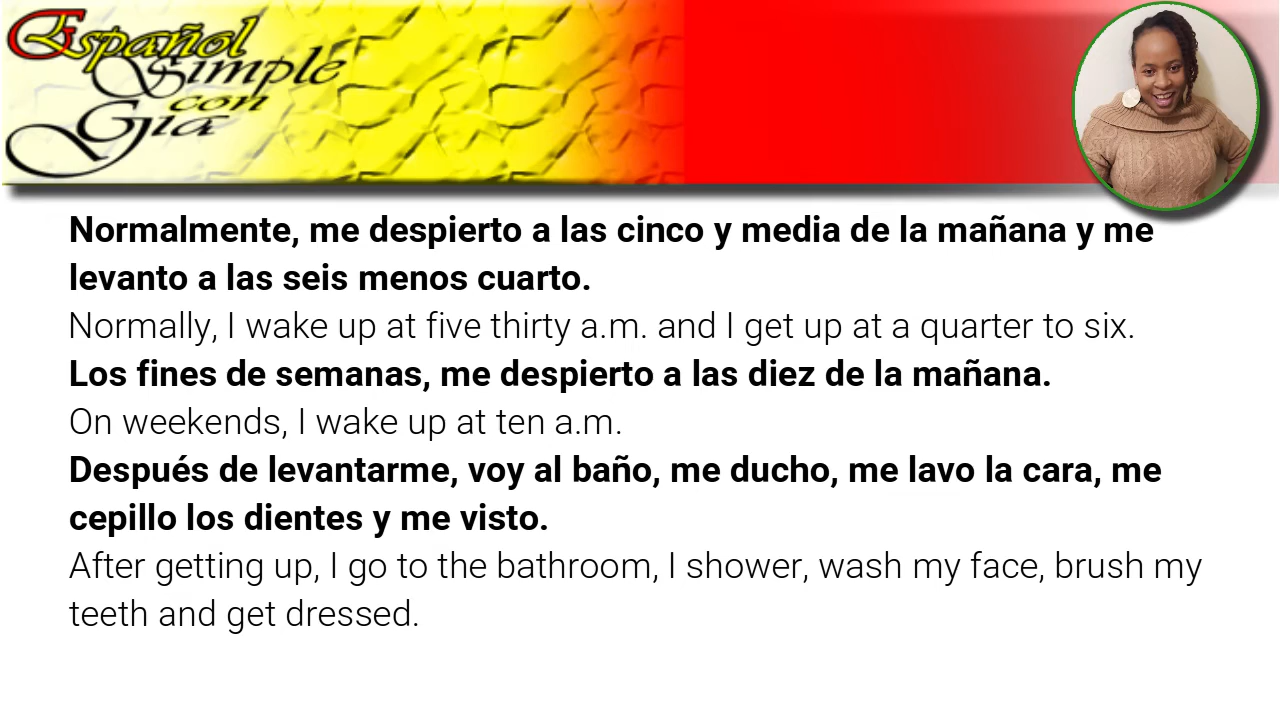 Español
Simple
con
Gia
Normalmente, me despierto a las cinco y media de la mañana y me
levanto a las seis menos cuarto.
Normally, I wake up at five thirty a.m. and I get up at a quarter to six.
Los fines de semanas, me despierto a las diez de la mañana.
On weekends, I wake up at ten a.m.
Después de levantarme, voy al baño, me ducho, me lavo la cara, me
cepillo los dientes y me visto.
After getting up, I go to the bathroom, I shower, wash my face, brush my
teeth and get dressed.